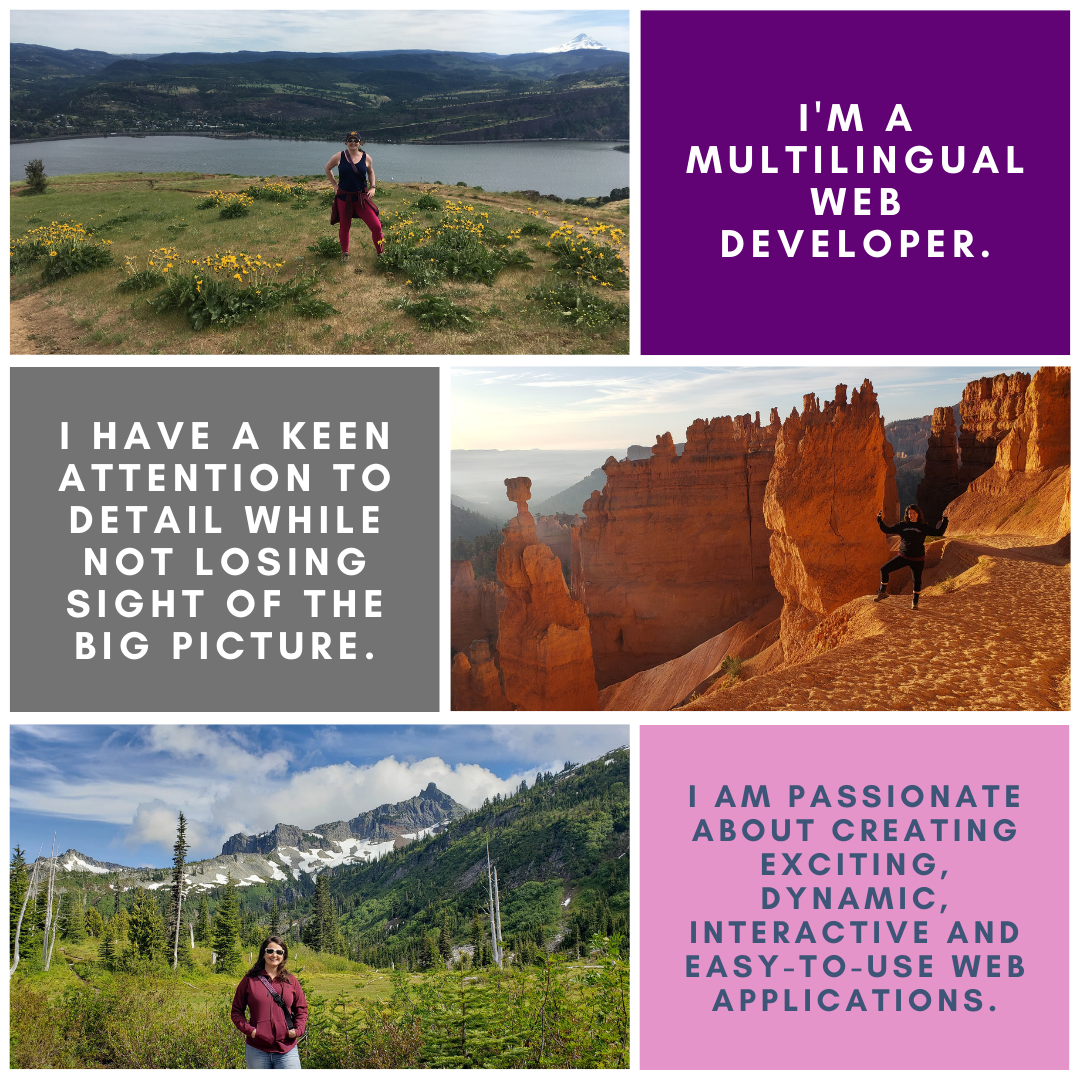 I'M A
MULTILINGUAL
WEB
DEVELOPER.
I HAVE A KEEN
ATTENTION TO
DETAIL WHILE
NOT LOSING
SIGHT OF THE
BIG PICTURE.
I AM PASSIONATE
ABOUT CREATING
EXCITING,
DYNAMIC,
INTERACTIVE AND
EASY-TO-USE WEB
APPLICATIONS.